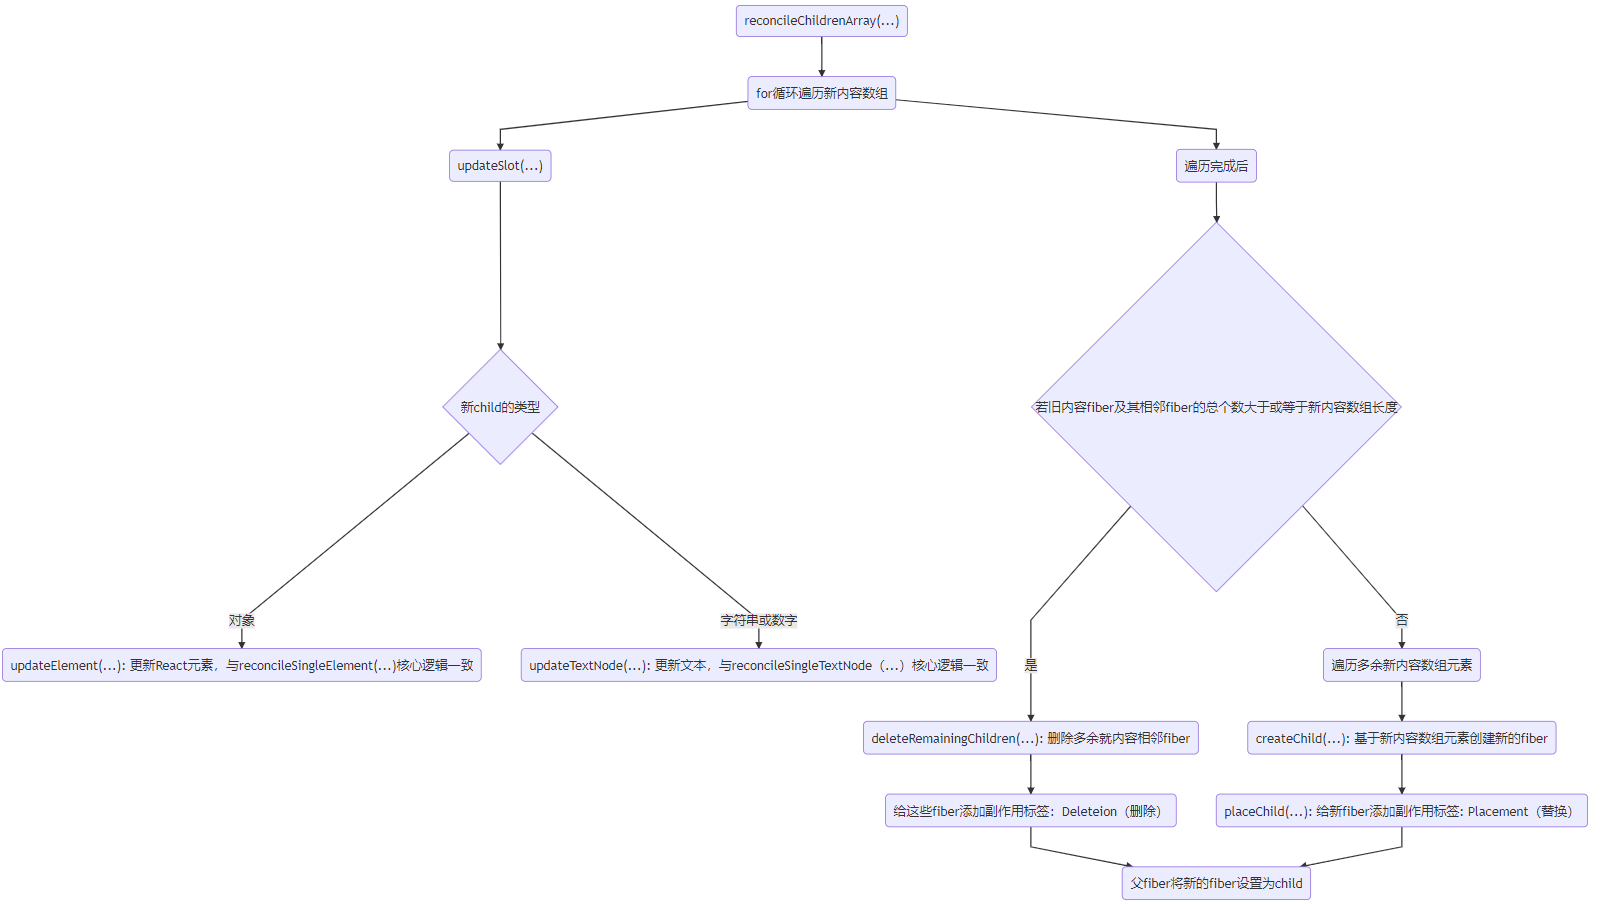 reconcileChildrenArray(...)
for循环遍历新内容数组
updateSlot(...)
遍历完成后
新child的类型
若旧内容fiber及其相邻fiber的总个数大于或等于新内容数组长度
对象
字符串或数字
是
否
updateElement(...): 更新React元素，与reconcileSingleElement(...)核心逻辑一致
updateTextNode(...): 更新文本，与reconcileSingleTextNode（...）核心逻辑一致
遍历多余新内容数组元素
deleteRemainingChildren(...): 删除多余就内容相邻fiber
createChild(...): 基于新内容数组元素创建新的fiber
给这些fiber添加副作用标签：Deleteion（删除）
placeChild(...): 给新fiber添加副作用标签: Placement（替换）
父fiber将新的fiber设置为child